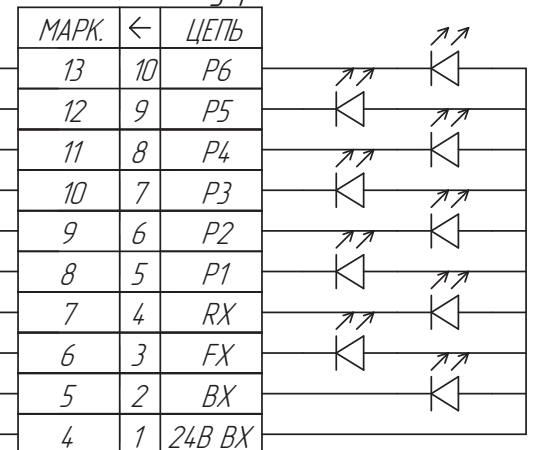 МАРК. ← ЦЕПЬ
13 10 P6
12 9 P5
11 8 P4
10 7 P3
9 6 P2
8 5 P1
7 4 RX
6 3 FX
5 2 BX
4 1 24В ВХ